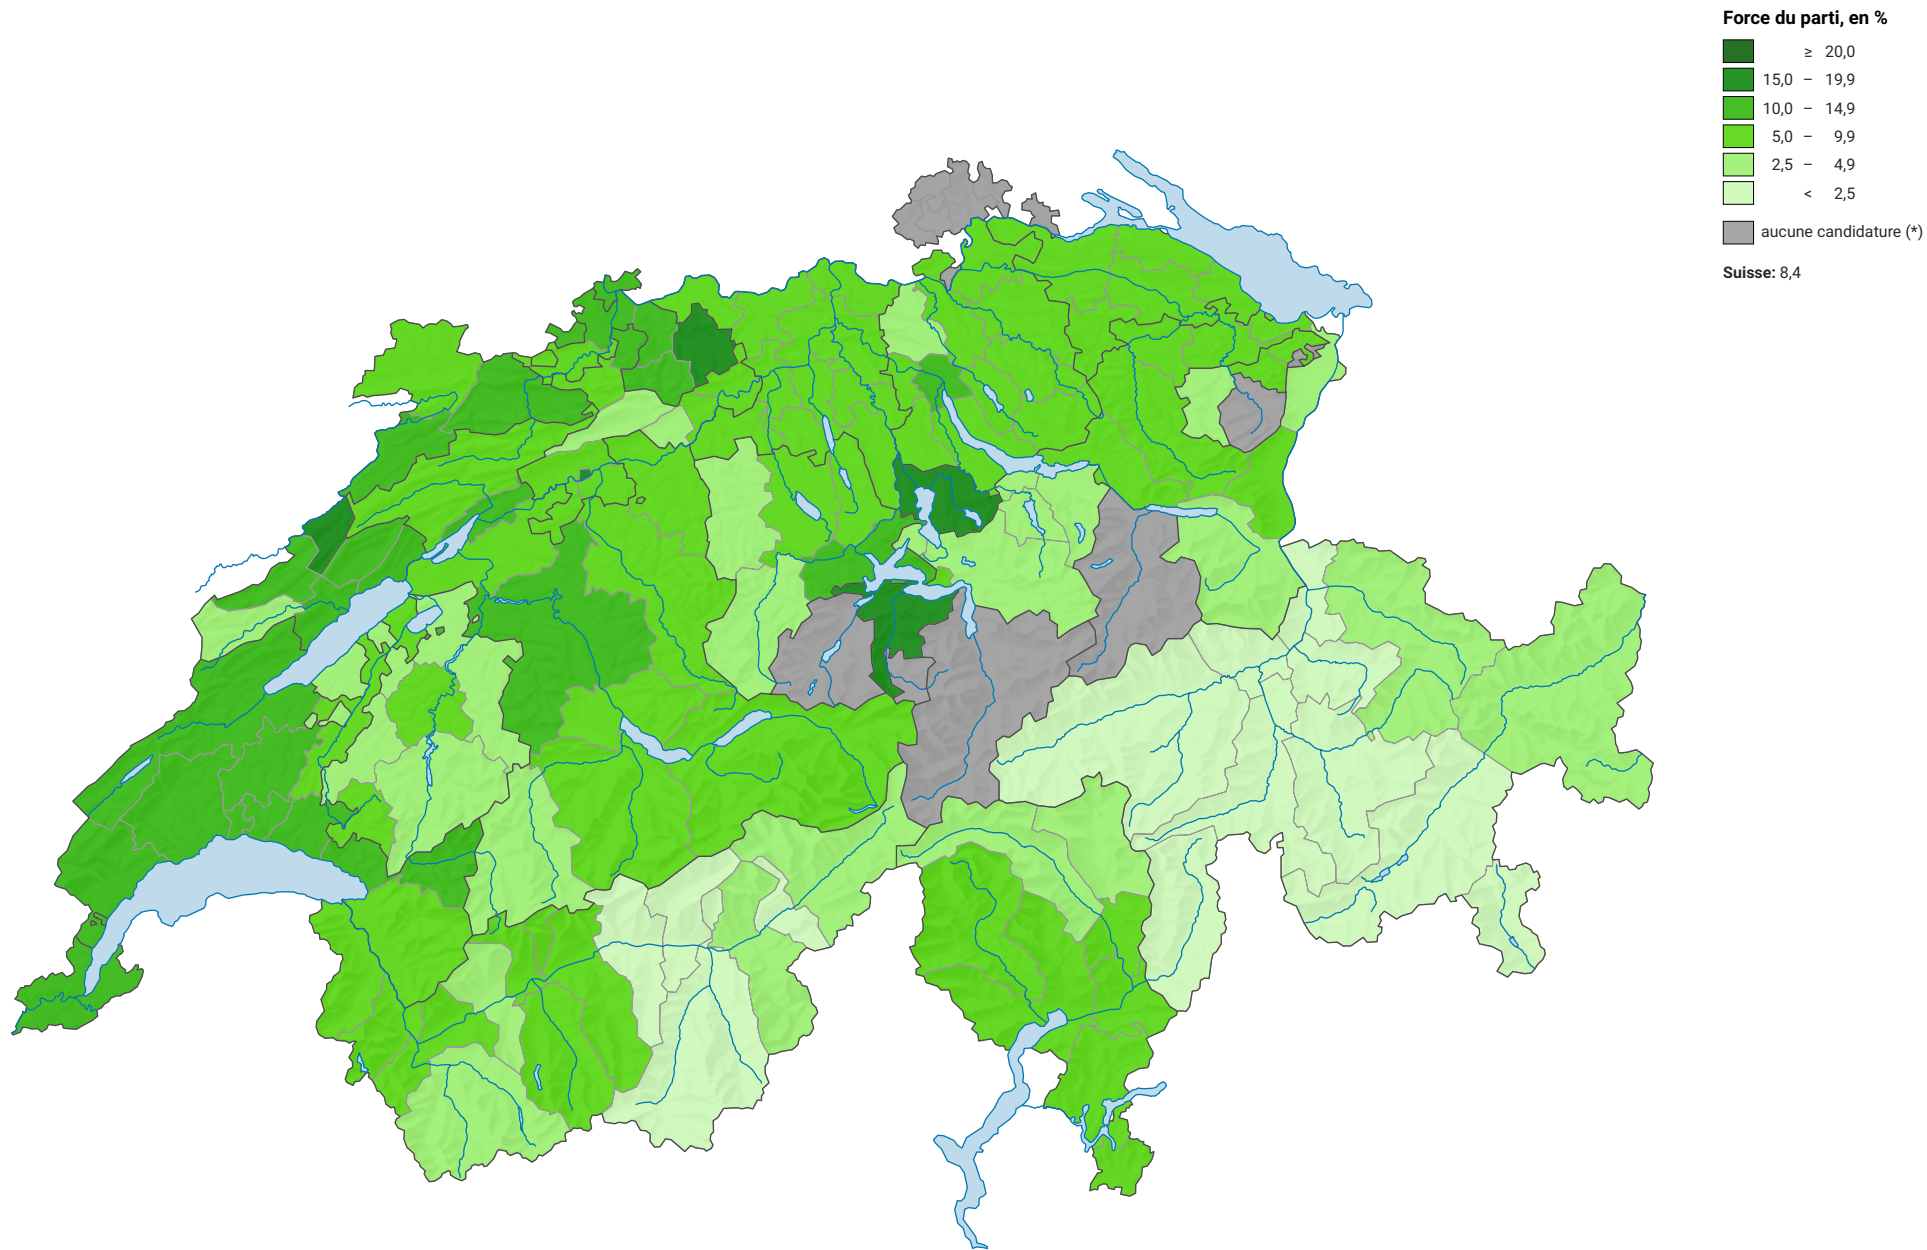 Force du parti, en %
≥ 20,0
15,0 – 19,9
10,0 – 14,9
5,0 – 9,9
2,5 – 4,9
< 2,5
aucune candidature (*)
Suisse: 8,4